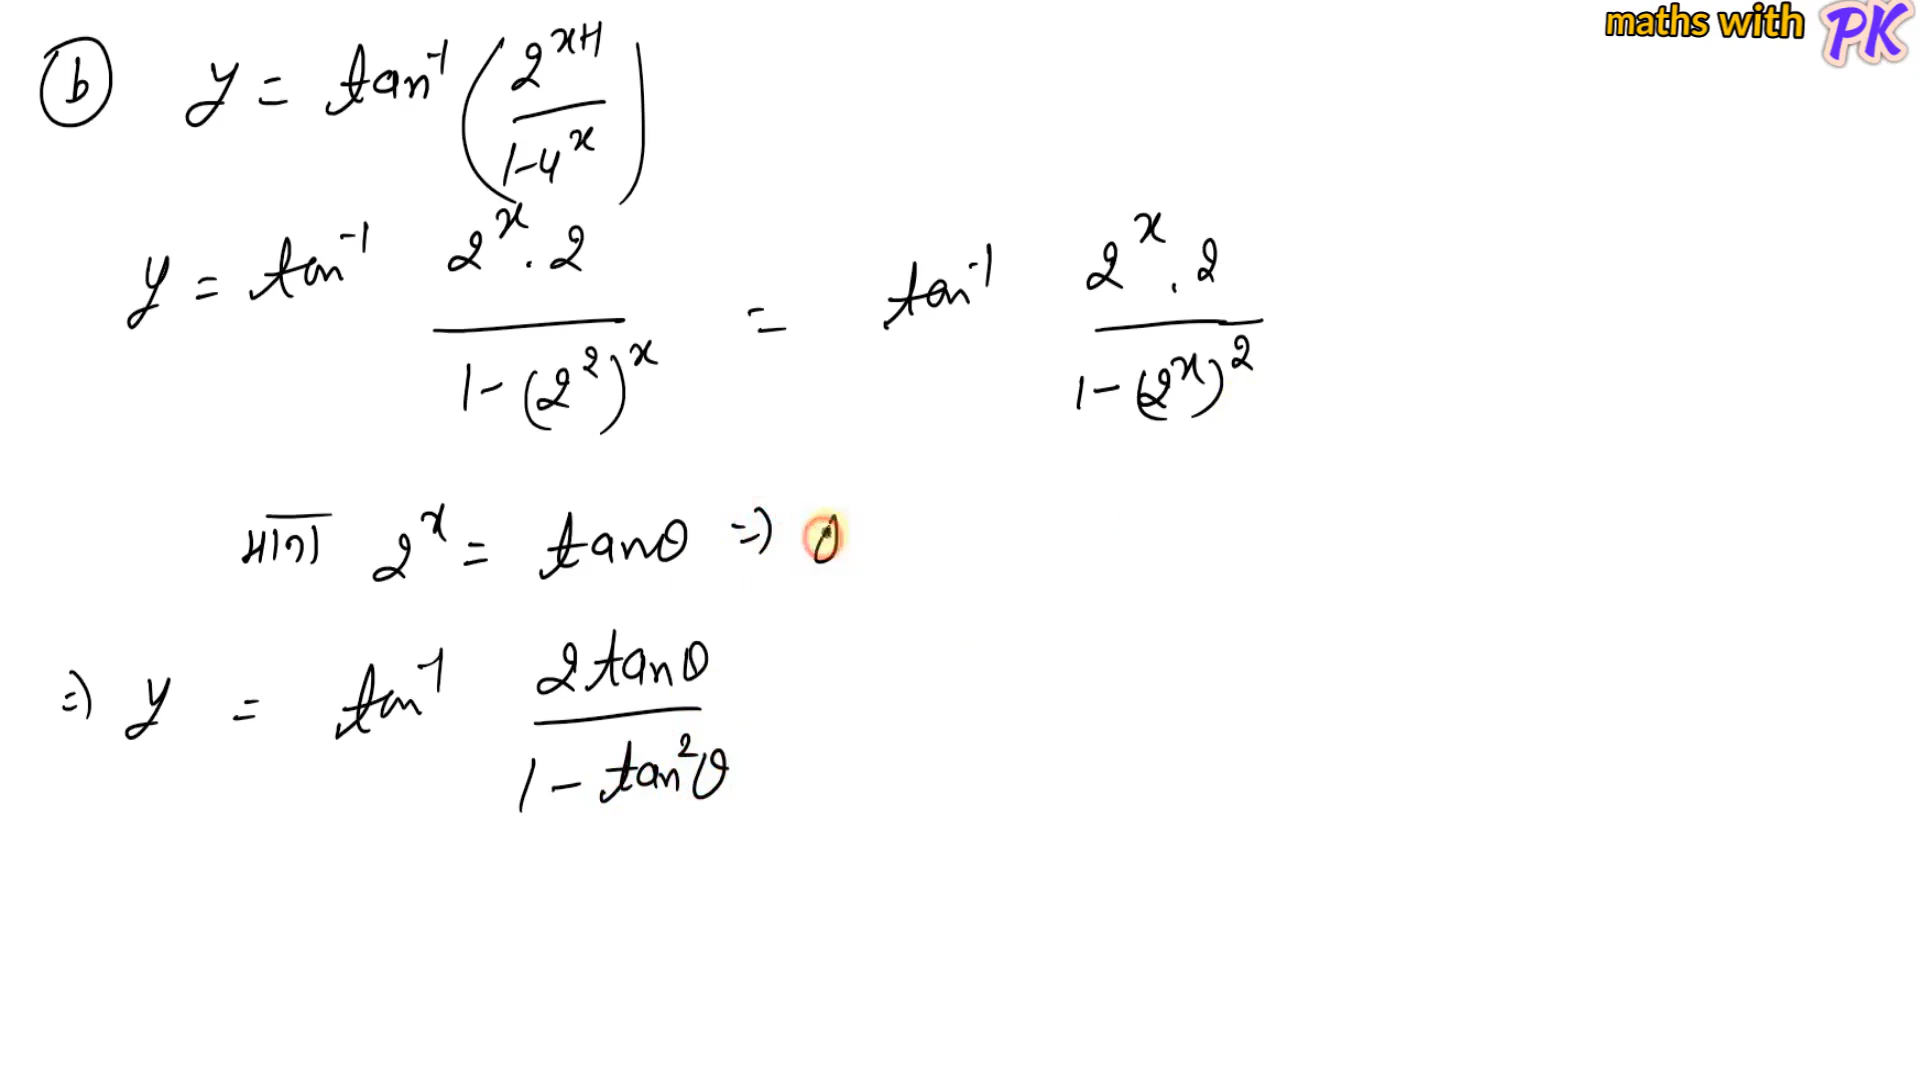 maths with PK
(b) y = tan⁻¹ (2^(x+1) / (1-4^x))
y = tan⁻¹ (2^x . 2) / (1-(2²)^x) = tan⁻¹ (2^x . 2) / (1-(2^x)²)
माना 2^x = tanθ => θ
=> y = tan⁻¹ (2tanθ) / (1 - tan²θ)